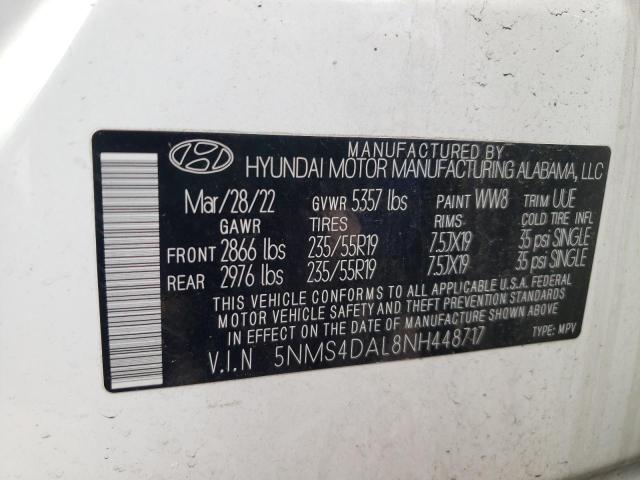 MANUFACTURED BY
HYUNDAI MOTOR MANUFACTURING ALABAMA, LLC
Mar/28/22 GVWR 5357 lbs PAINT WW8 TRIM UUE
GAWR TIRES RIMS COLD TIRE INFL
FRONT 2866 lbs 235/55R19 7.5JX19 35 psi SINGLE
REAR 2976 lbs 235/55R19 7.5JX19 35 psi SINGLE
THIS VEHICLE CONFORMS TO ALL APPLICABLE U.S.A. FEDERAL
MOTOR VEHICLE SAFETY AND THEFT PREVENTION STANDARDS
IN EFFECT ON THE DATE OF MANUFACTURE SHOWN ABOVE.
V.I.N 5NMS4DAL8NH448717 TYPE: MPV